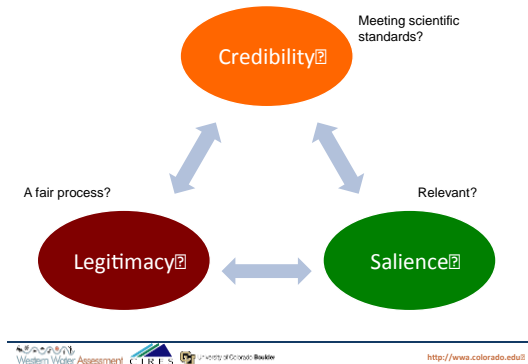 Meeting scientific
standards?
Credibility⍰
A fair process?
Relevant?
Legitimacy⍰
Salience⍰
Western Water Assessment
CIRES
University of Colorado Boulder
http://wwa.colorado.edu⍰